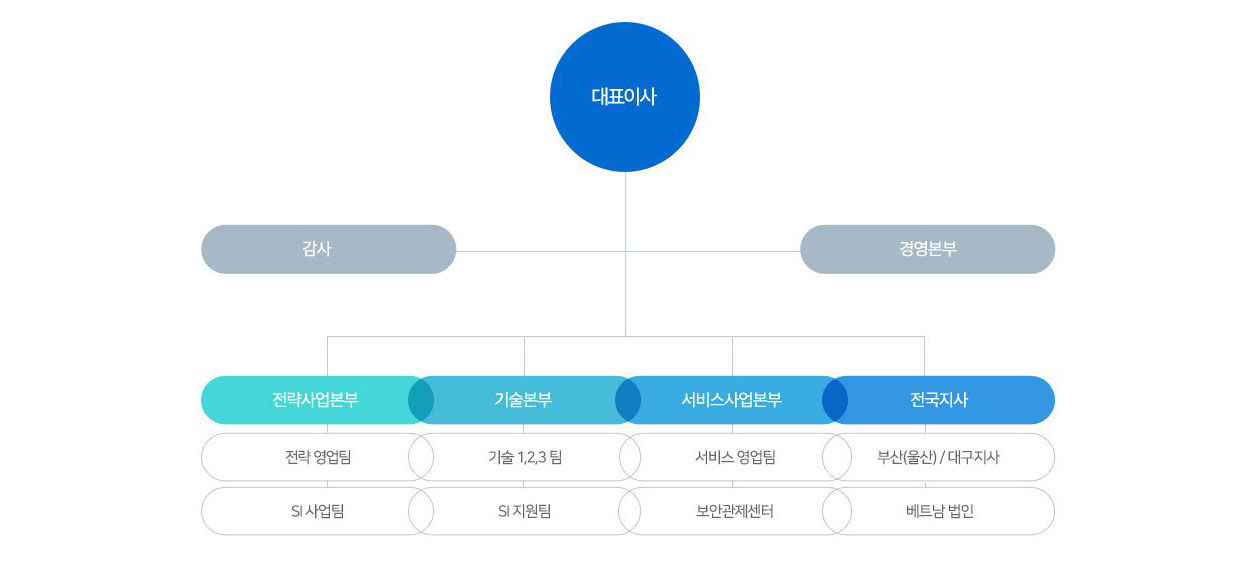 대표이사
감사
경영본부
전략사업본부
기술본부
서비스사업본부
전국지사
전략 영업팀
기술 1,2,3 팀
서비스 영업팀
부산(울산) / 대구지사
SI 사업팀
SI 지원팀
보안관제센터
베트남 법인